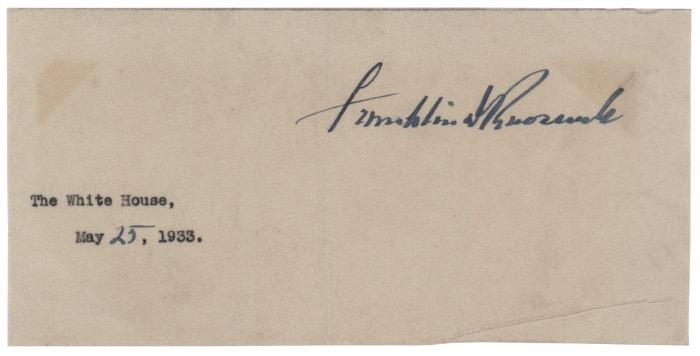 Franklin D Roosevelt
The White House,
May 25, 1933.